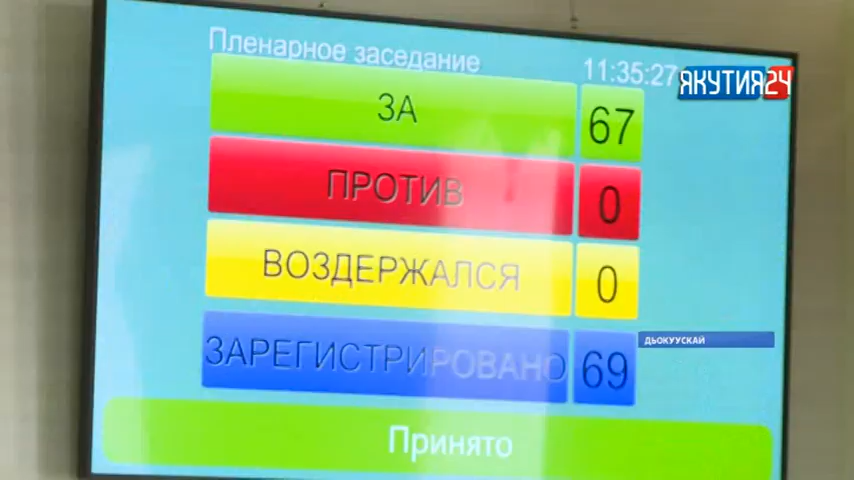 Пленарное заседание
11:35:27
ЯКУТИЯ24
ЗА 67
ПРОТИВ 0
ВОЗДЕРЖАЛСЯ 0
ЗАРЕГИСТРИРОВАНО 69
ДЬОКУУСКАЙ
Принято